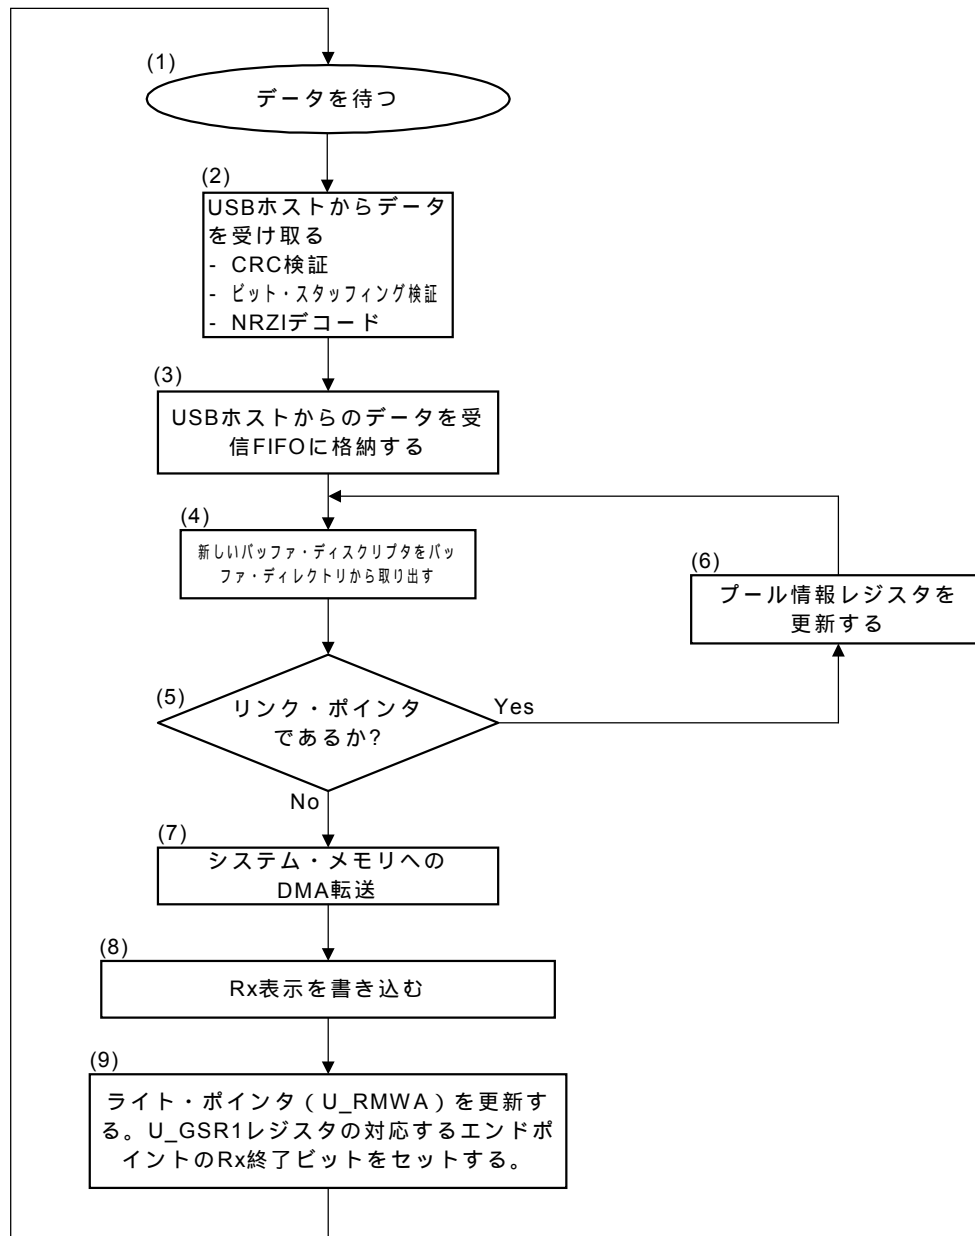 (1)
データを待つ
(2)
USBホストからデータ
を受け取る
- CRC検証
- ビット・スタッフィング検証
- NRZIデコード
(3)
USBホストからのデータを受
信FIFOに格納する
(4)
新しいバッファ・ディスクリプタをバッ
ファ・ディレクトリから取り出す
(6)
プール情報レジスタを
更新する
(5)
リンク・ポインタ
であるか?
Yes
No
(7)
システム・メモリへの
DMA転送
(8)
Rx表示を書き込む
(9)
ライト・ポインタ（U_RMWA）を更新す
る。U_GSR1レジスタの対応するエンドポ
イントのRx終了ビットをセットする。